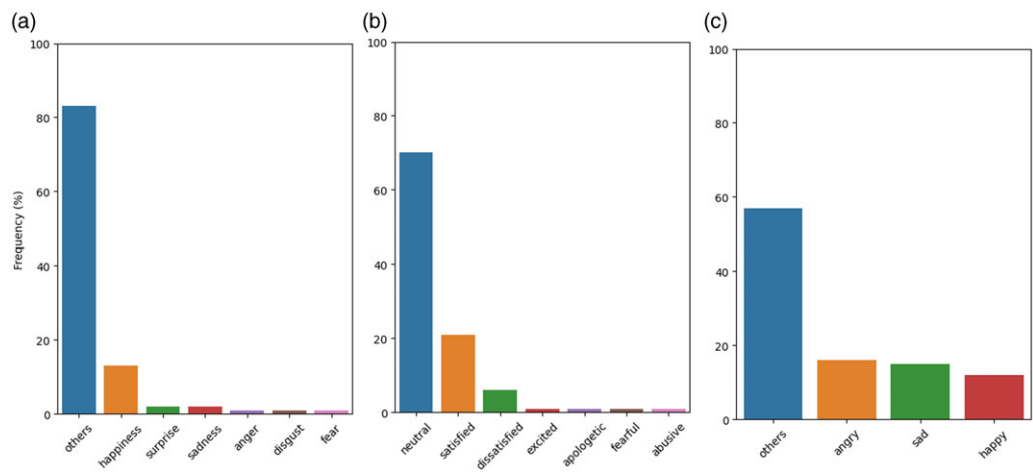 (a)
100
80
60
40
20
0
Frequency (%)
others
happiness
surprise
sadness
anger
disgust
fear
(b)
100
80
60
40
20
0
neutral
satisfied
dissatisfied
excited
apologetic
fearful
abusive
(c)
100
80
60
40
20
0
others
angry
sad
happy